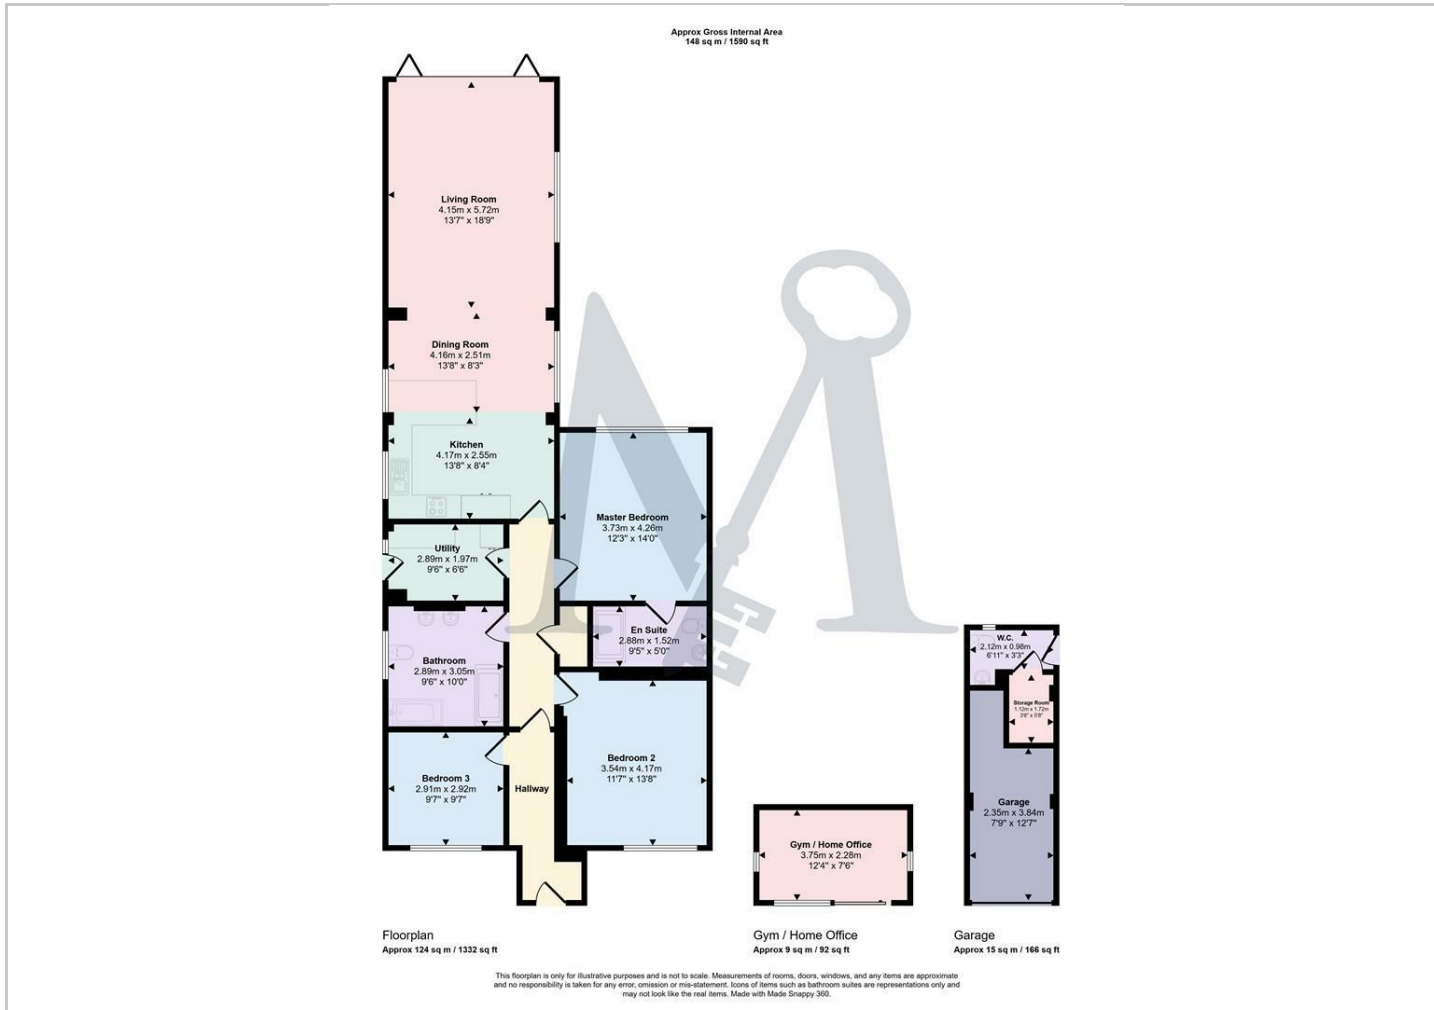 Approx Gross Internal Area
148 sq m / 1590 sq ft
Living Room
4.15m x 5.72m
13'7" x 18'9"
Dining Room
4.16m x 2.51m
13'8" x 8'3"
Kitchen
4.17m x 2.55m
13'8" x 8'4"
Master Bedroom
3.73m x 4.26m
12'3" x 14'0"
Utility
2.89m x 1.97m
9'6" x 6'6"
En Suite
2.88m x 1.52m
9'5" x 5'0"
Bathroom
2.89m x 3.05m
9'6" x 10'0"
Bedroom 2
3.54m x 4.17m
11'7" x 13'8"
Bedroom 3
2.91m x 2.92m
9'7" x 9'7"
Hallway
W.C.
2.12m x 0.98m
6'11" x 3'3"
Storage Room
1.12m x 1.72m
3'8" x 5'8"
Garage
2.35m x 3.84m
7'9" x 12'7"
Gym / Home Office
3.75m x 2.28m
12'4" x 7'6"
Floorplan
Approx 124 sq m / 1332 sq ft
Gym / Home Office
Approx 9 sq m / 92 sq ft
Garage
Approx 15 sq m / 166 sq ft
This floorplan is only for illustrative purposes and is not to scale. Measurements of rooms, doors, windows, and any items are approximate
and no responsibility is taken for any error, omission or mis-statement. Icons of items such as bathroom suites are representations only and
may not look like the real items. Made with Made Snappy 360.